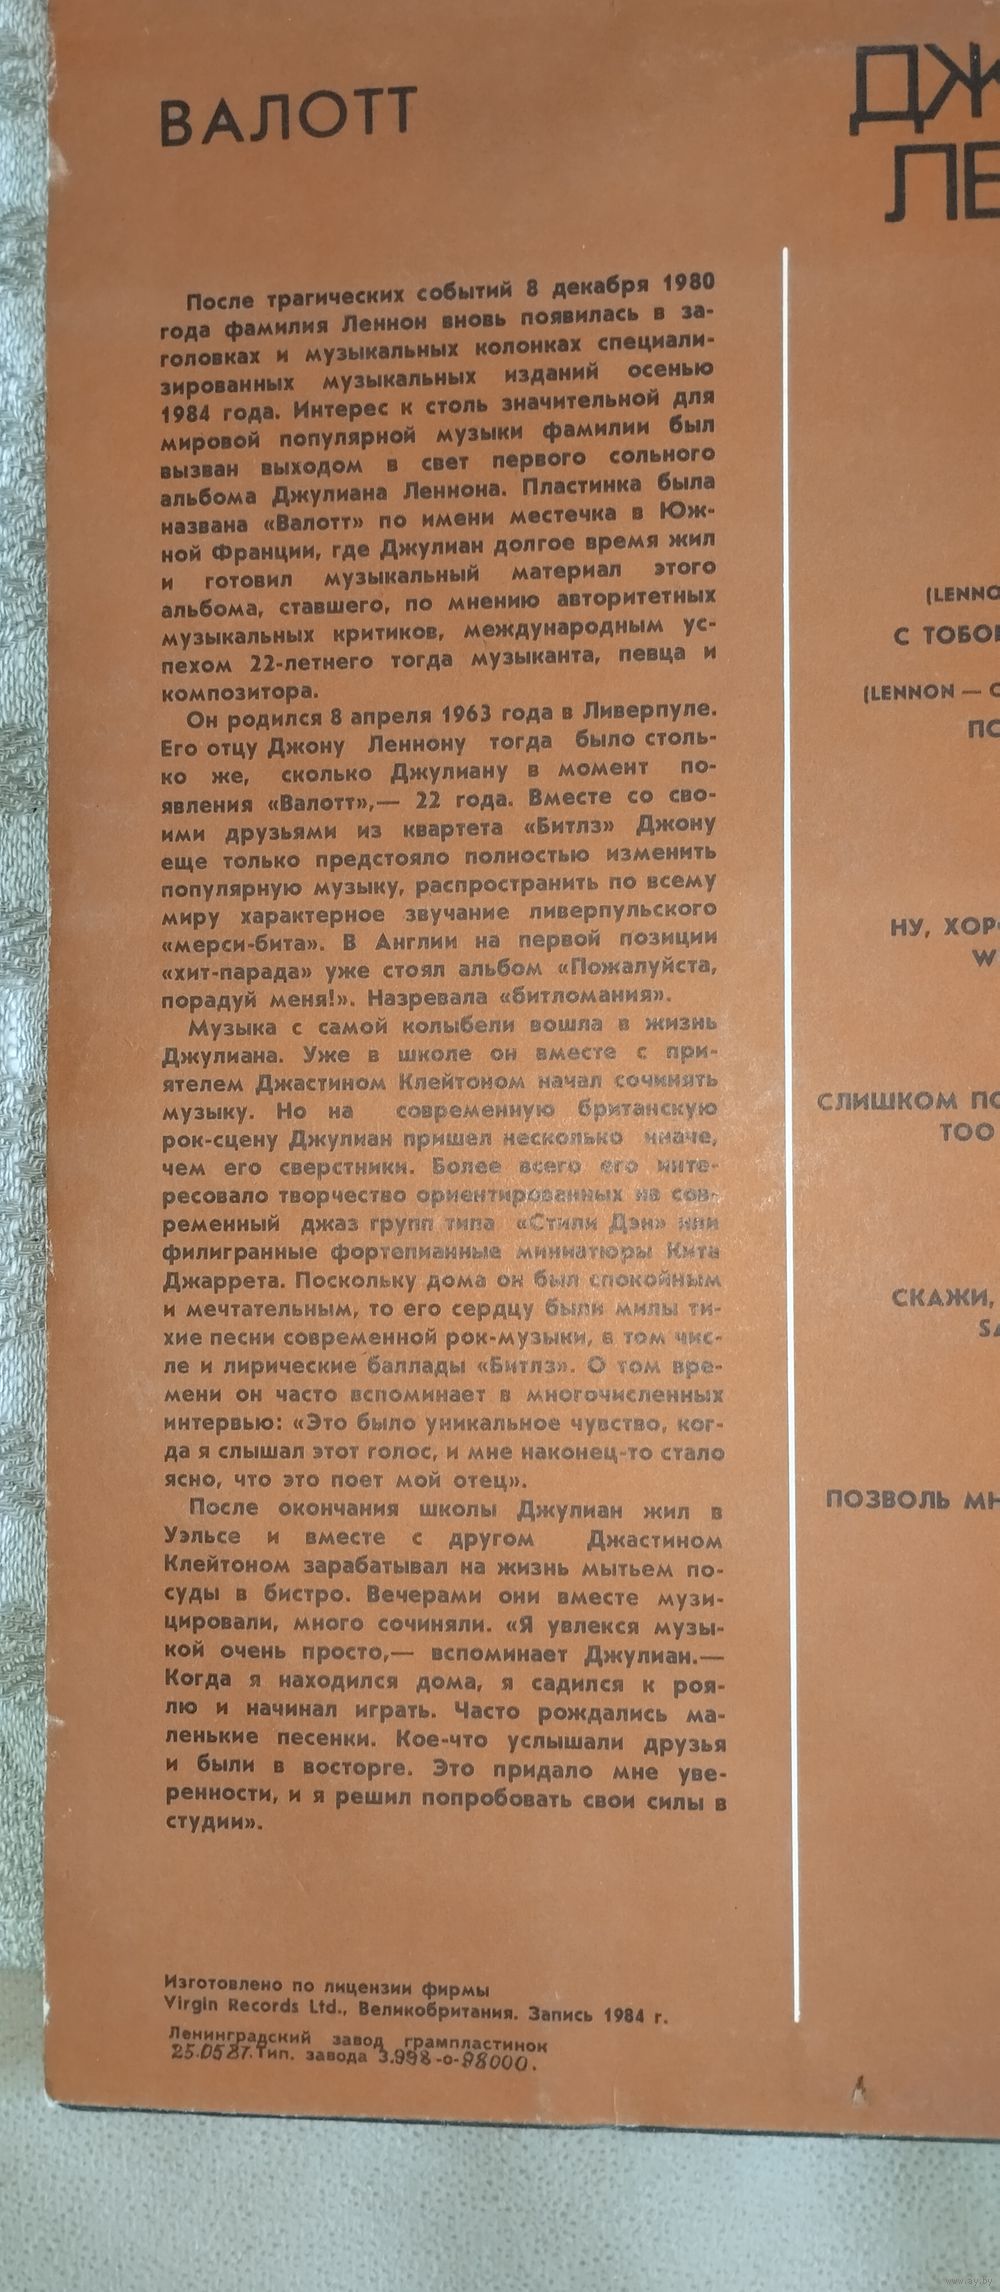 ВАЛОТТ
ДЖ
ЛЕ
После трагических событий 8 декабря 1980
года фамилия Леннон вновь появилась в за-
головках и музыкальных колонках специали-
зированных музыкальных изданий осенью
1984 года. Интерес к столь значительной для
мировой популярной музыки фамилии был
вызван выходом в свет первого сольного
альбома Джулиана Леннона. Пластинка была
названа «Валотт» по имени местечка в Юж-
ной Франции, где Джулиан долгое время жил
и готовил музыкальный материал этого
альбома, ставшего, по мнению авторитетных
музыкальных критиков, международным ус-
пехом 22-летнего тогда музыканта, певца и
композитора.
Он родился 8 апреля 1963 года в Ливерпуле.
Его отцу Джону Леннону тогда было столь-
ко же, сколько Джулиану в момент по-
явления «Валотт»,— 22 года. Вместе со сво-
ими друзьями из квартета «Битлз» Джону
еще только предстояло полностью изменить
популярную музыку, распространить по всему
миру характерное звучание ливерпульского
«мерси-бита». В Англии на первой позиции
«хит-парада» уже стоял альбом «Пожалуйста,
порадуй меня!». Назревала «битломания».
Музыка с самой колыбели вошла в жизнь
Джулиана. Уже в школе он вместе с при-
ятелем Джастином Клейтоном начал сочинять
музыку. Но на современную британскую
рок-сцену Джулиан пришел несколько иначе,
чем его сверстники. Более всего его инте-
ресовало творчество ориентированных на сов-
ременный джаз групп типа «Стили Дэн» или
филигранные фортепианные миниатюры Кита
Джаррета. Поскольку дома он был спокойным
и мечтательным, то его сердцу были милы ти-
хие песни современной рок-музыки, в том чис-
ле и лирические баллады «Битлз». О том вре-
мени он часто вспоминает в многочисленных
интервью: «Это было уникальное чувство, ког-
да я слышал этот голос, и мне наконец-то стало
ясно, что это поет мой отец».
После окончания школы Джулиан жил в
Уэльсе и вместе с другом Джастином
Клейтоном зарабатывал на жизнь мытьем по-
суды в бистро. Вечерами они вместе музи-
цировали, много сочиняли. «Я увлекся музы-
кой очень просто,— вспоминает Джулиан.—
Когда я находился дома, я садился к роя-
лю и начинал играть. Часто рождались ма-
ленькие песенки. Кое-что услышали друзья
и были в восторге. Это придало мне уве-
ренности, и я решил попробовать свои силы в
студии».
Изготовлено по лицензии фирмы
Virgin Records Ltd., Великобритания. Запись 1984 г.
Ленинградский завод грампластинок
25.05 87. Тип. завода З.998-о-98000.
(LENNO
С ТОБО
(LENNON — C
ПО
НУ, ХОР
W
СЛИШКОМ ПО
TOO
СКАЖИ,
SA
ПОЗВОЛЬ МН
www.ay.by